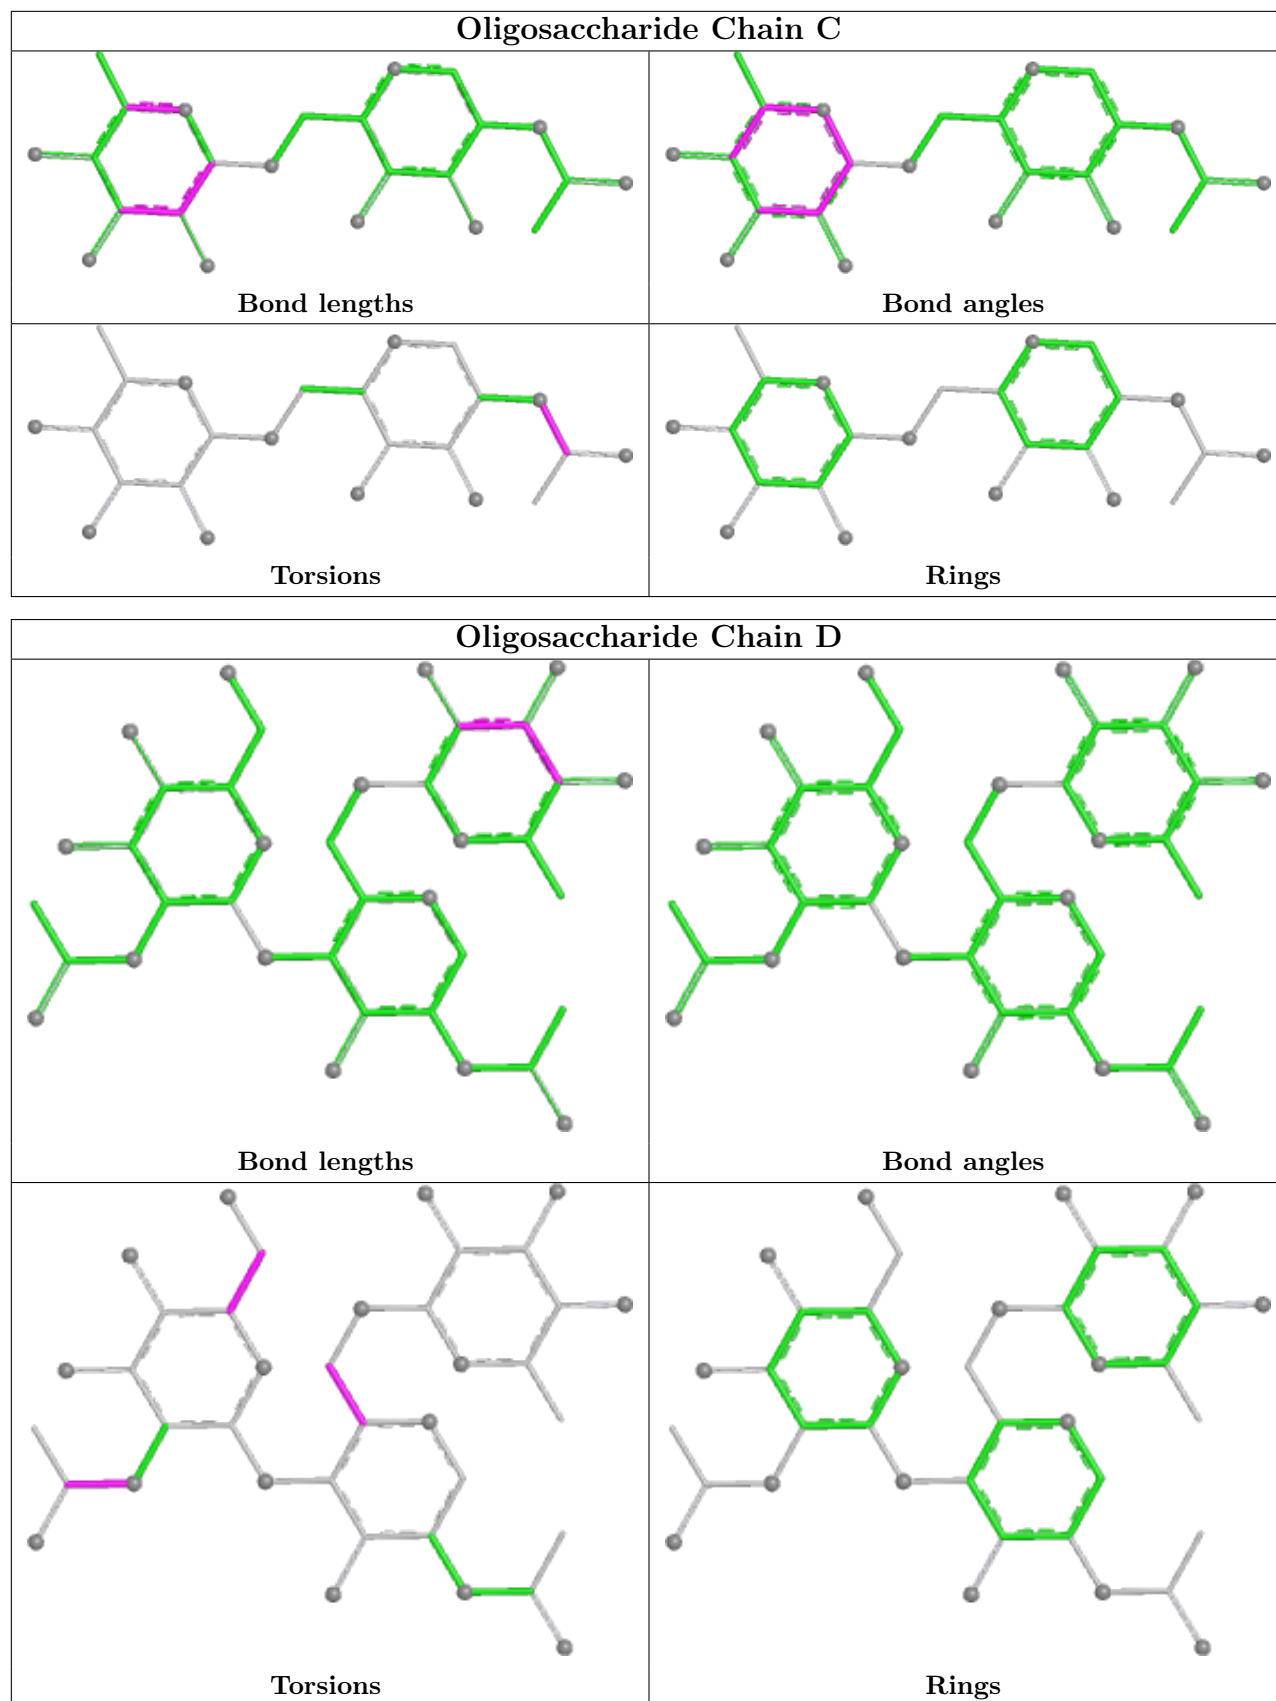 Oligosaccharide Chain C
Bond lengths
Bond angles
Torsions
Rings
Oligosaccharide Chain D
Bond lengths
Bond angles
Torsions
Rings